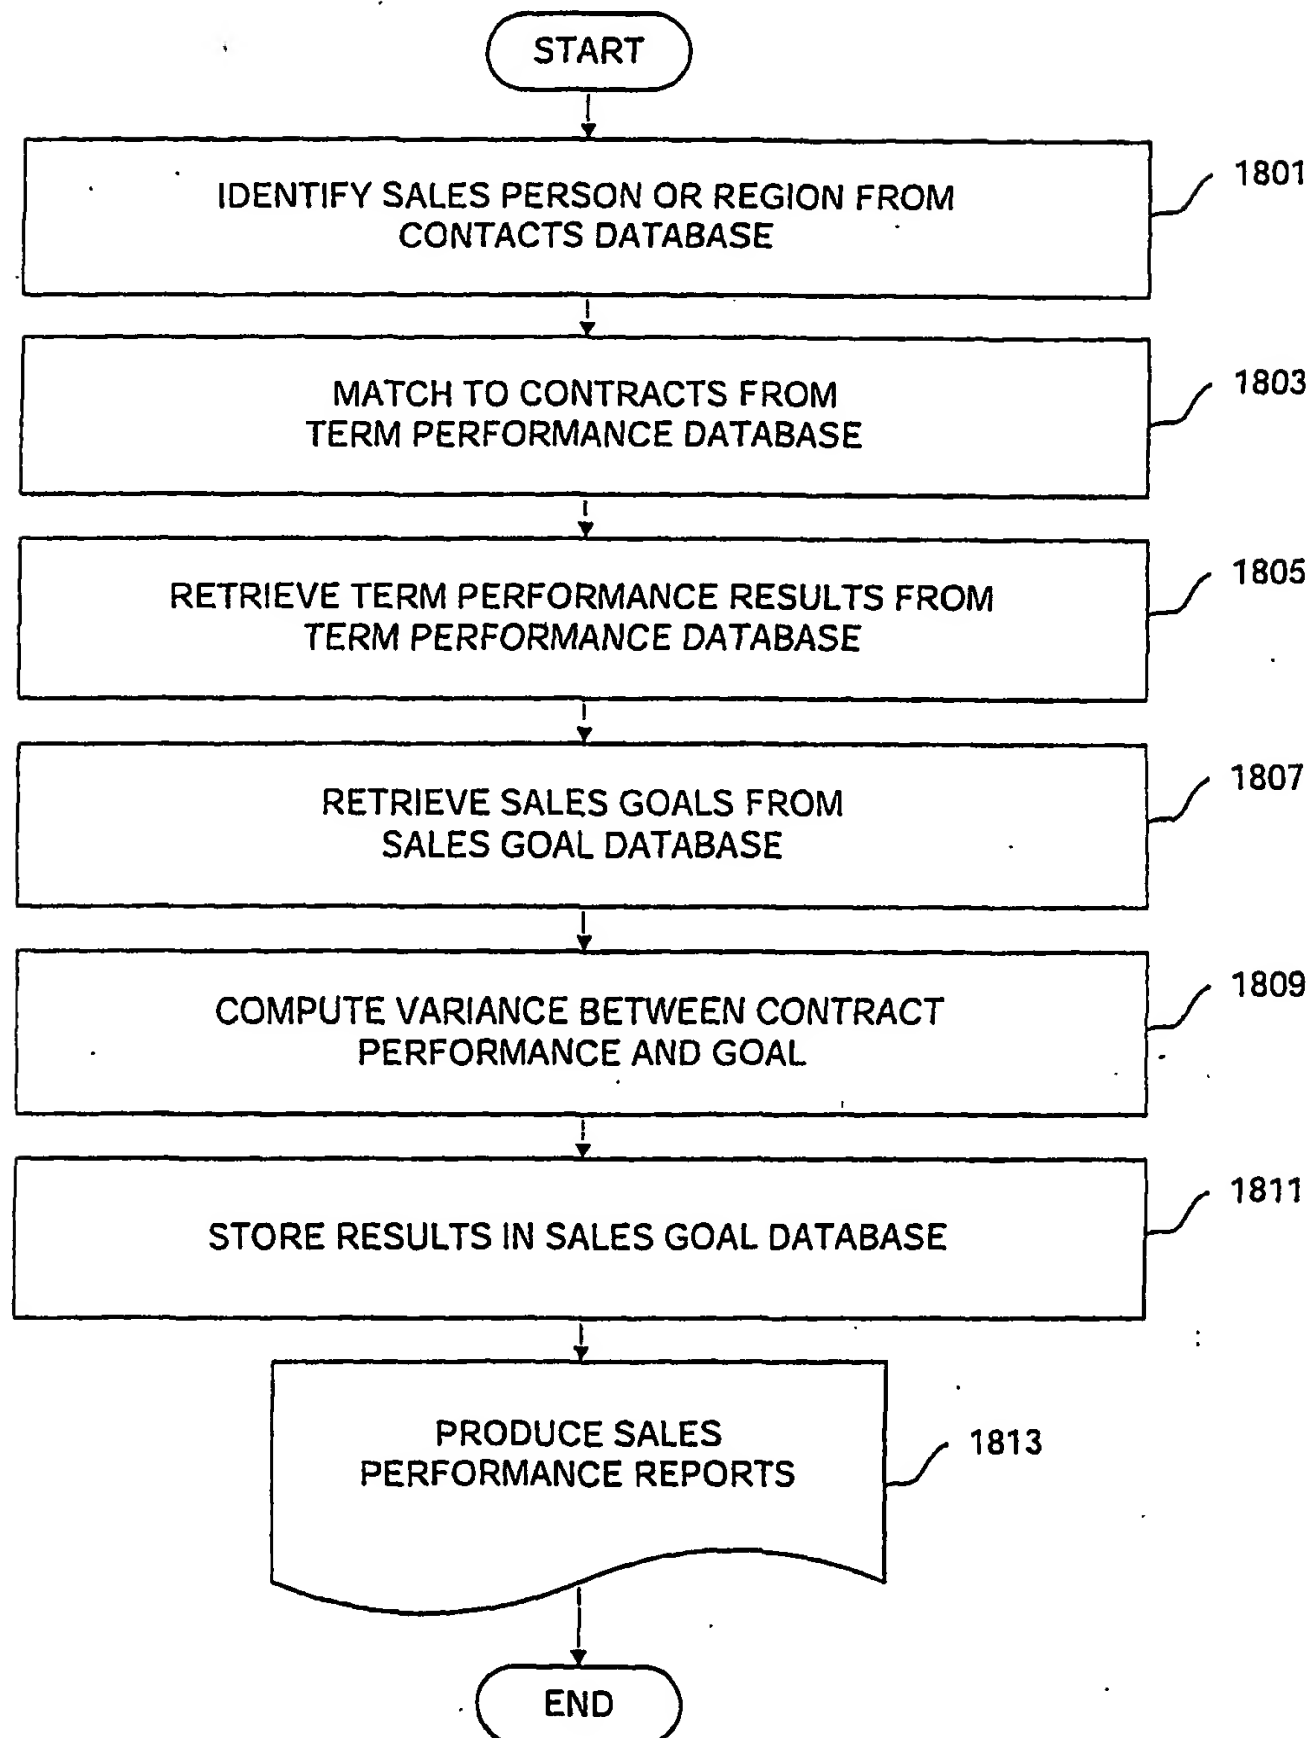 START
IDENTIFY SALES PERSON OR REGION FROM
CONTACTS DATABASE
1801
MATCH TO CONTRACTS FROM
TERM PERFORMANCE DATABASE
1803
RETRIEVE TERM PERFORMANCE RESULTS FROM
TERM PERFORMANCE DATABASE
1805
RETRIEVE SALES GOALS FROM
SALES GOAL DATABASE
1807
COMPUTE VARIANCE BETWEEN CONTRACT
PERFORMANCE AND GOAL
1809
STORE RESULTS IN SALES GOAL DATABASE
1811
PRODUCE SALES
PERFORMANCE REPORTS
1813
END